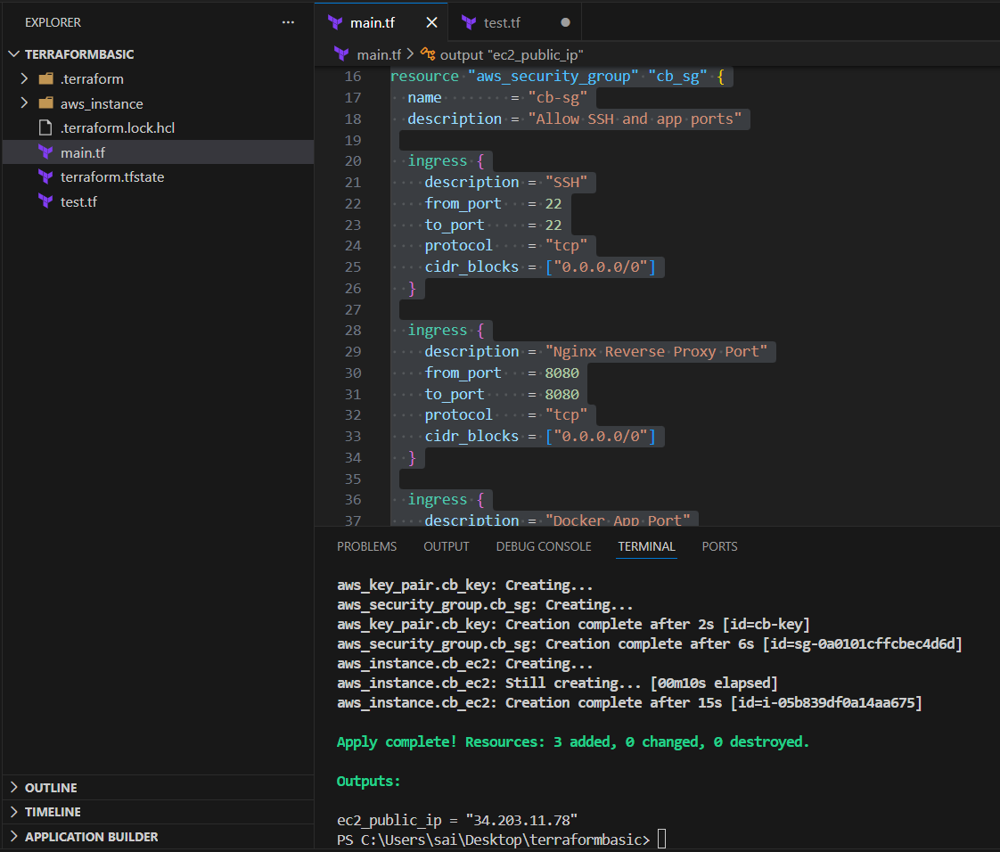 EXPLORER
TERRAFORMBASIC
.terraform
aws_instance
.terraform.lock.hcl
main.tf
terraform.tfstate
test.tf
OUTLINE
TIMELINE
APPLICATION BUILDER
main.tf
test.tf
main.tf > output "ec2_public_ip"
16 resource "aws_security_group" "cb_sg" {
17   name        = "cb-sg"
18   description = "Allow SSH and app ports"
19
20   ingress {
21     description = "SSH"
22     from_port   = 22
23     to_port     = 22
24     protocol    = "tcp"
25     cidr_blocks = ["0.0.0.0/0"]
26   }
27
28   ingress {
29     description = "Nginx Reverse Proxy Port"
30     from_port   = 8080
31     to_port     = 8080
32     protocol    = "tcp"
33     cidr_blocks = ["0.0.0.0/0"]
34   }
35
36   ingress {
37     description = "Docker App Port"
PROBLEMS OUTPUT DEBUG CONSOLE TERMINAL PORTS
aws_key_pair.cb_key: Creating...
aws_security_group.cb_sg: Creating...
aws_key_pair.cb_key: Creation complete after 2s [id=cb-key]
aws_security_group.cb_sg: Creation complete after 6s [id=sg-0a0101cffcbec4d6d]
aws_instance.cb_ec2: Creating...
aws_instance.cb_ec2: Still creating... [00m10s elapsed]
aws_instance.cb_ec2: Creation complete after 15s [id=i-05b839df0a14aa675]
Apply complete! Resources: 3 added, 0 changed, 0 destroyed.
Outputs:
ec2_public_ip = "34.203.11.78"
PS C:\Users\sai\Desktop\terraformbasic>